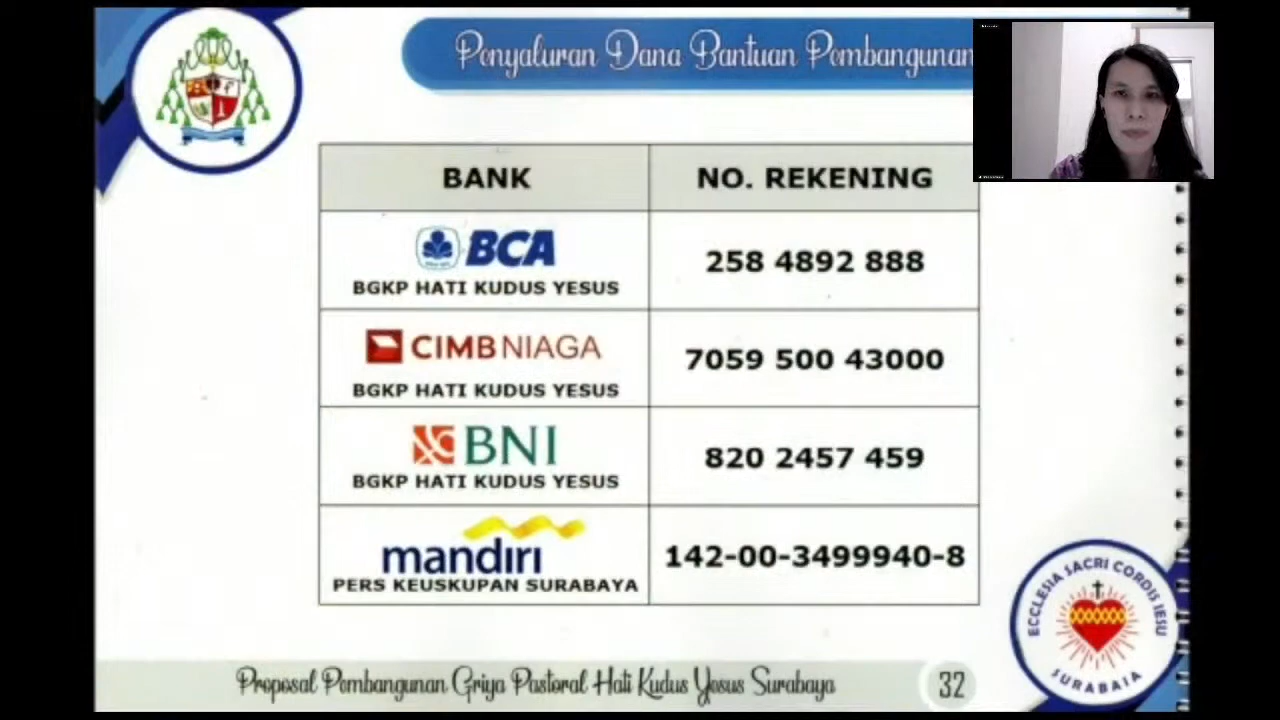 Penyaluran Dana Bantuan Pembangunan
BANK
NO. REKENING
BCA
BGKP HATI KUDUS YESUS
258 4892 888
CIMB NIAGA
BGKP HATI KUDUS YESUS
7059 500 43000
BNI
BGKP HATI KUDUS YESUS
820 2457 459
mandiri
PERS KEUSKUPAN SURABAYA
142-00-3499940-8
ECCLESIA SACRI CORDIS IESU
SURABAIA
Proposal Pembangunan Griya Pastoral Hati Kudus Yesus Surabaya
32